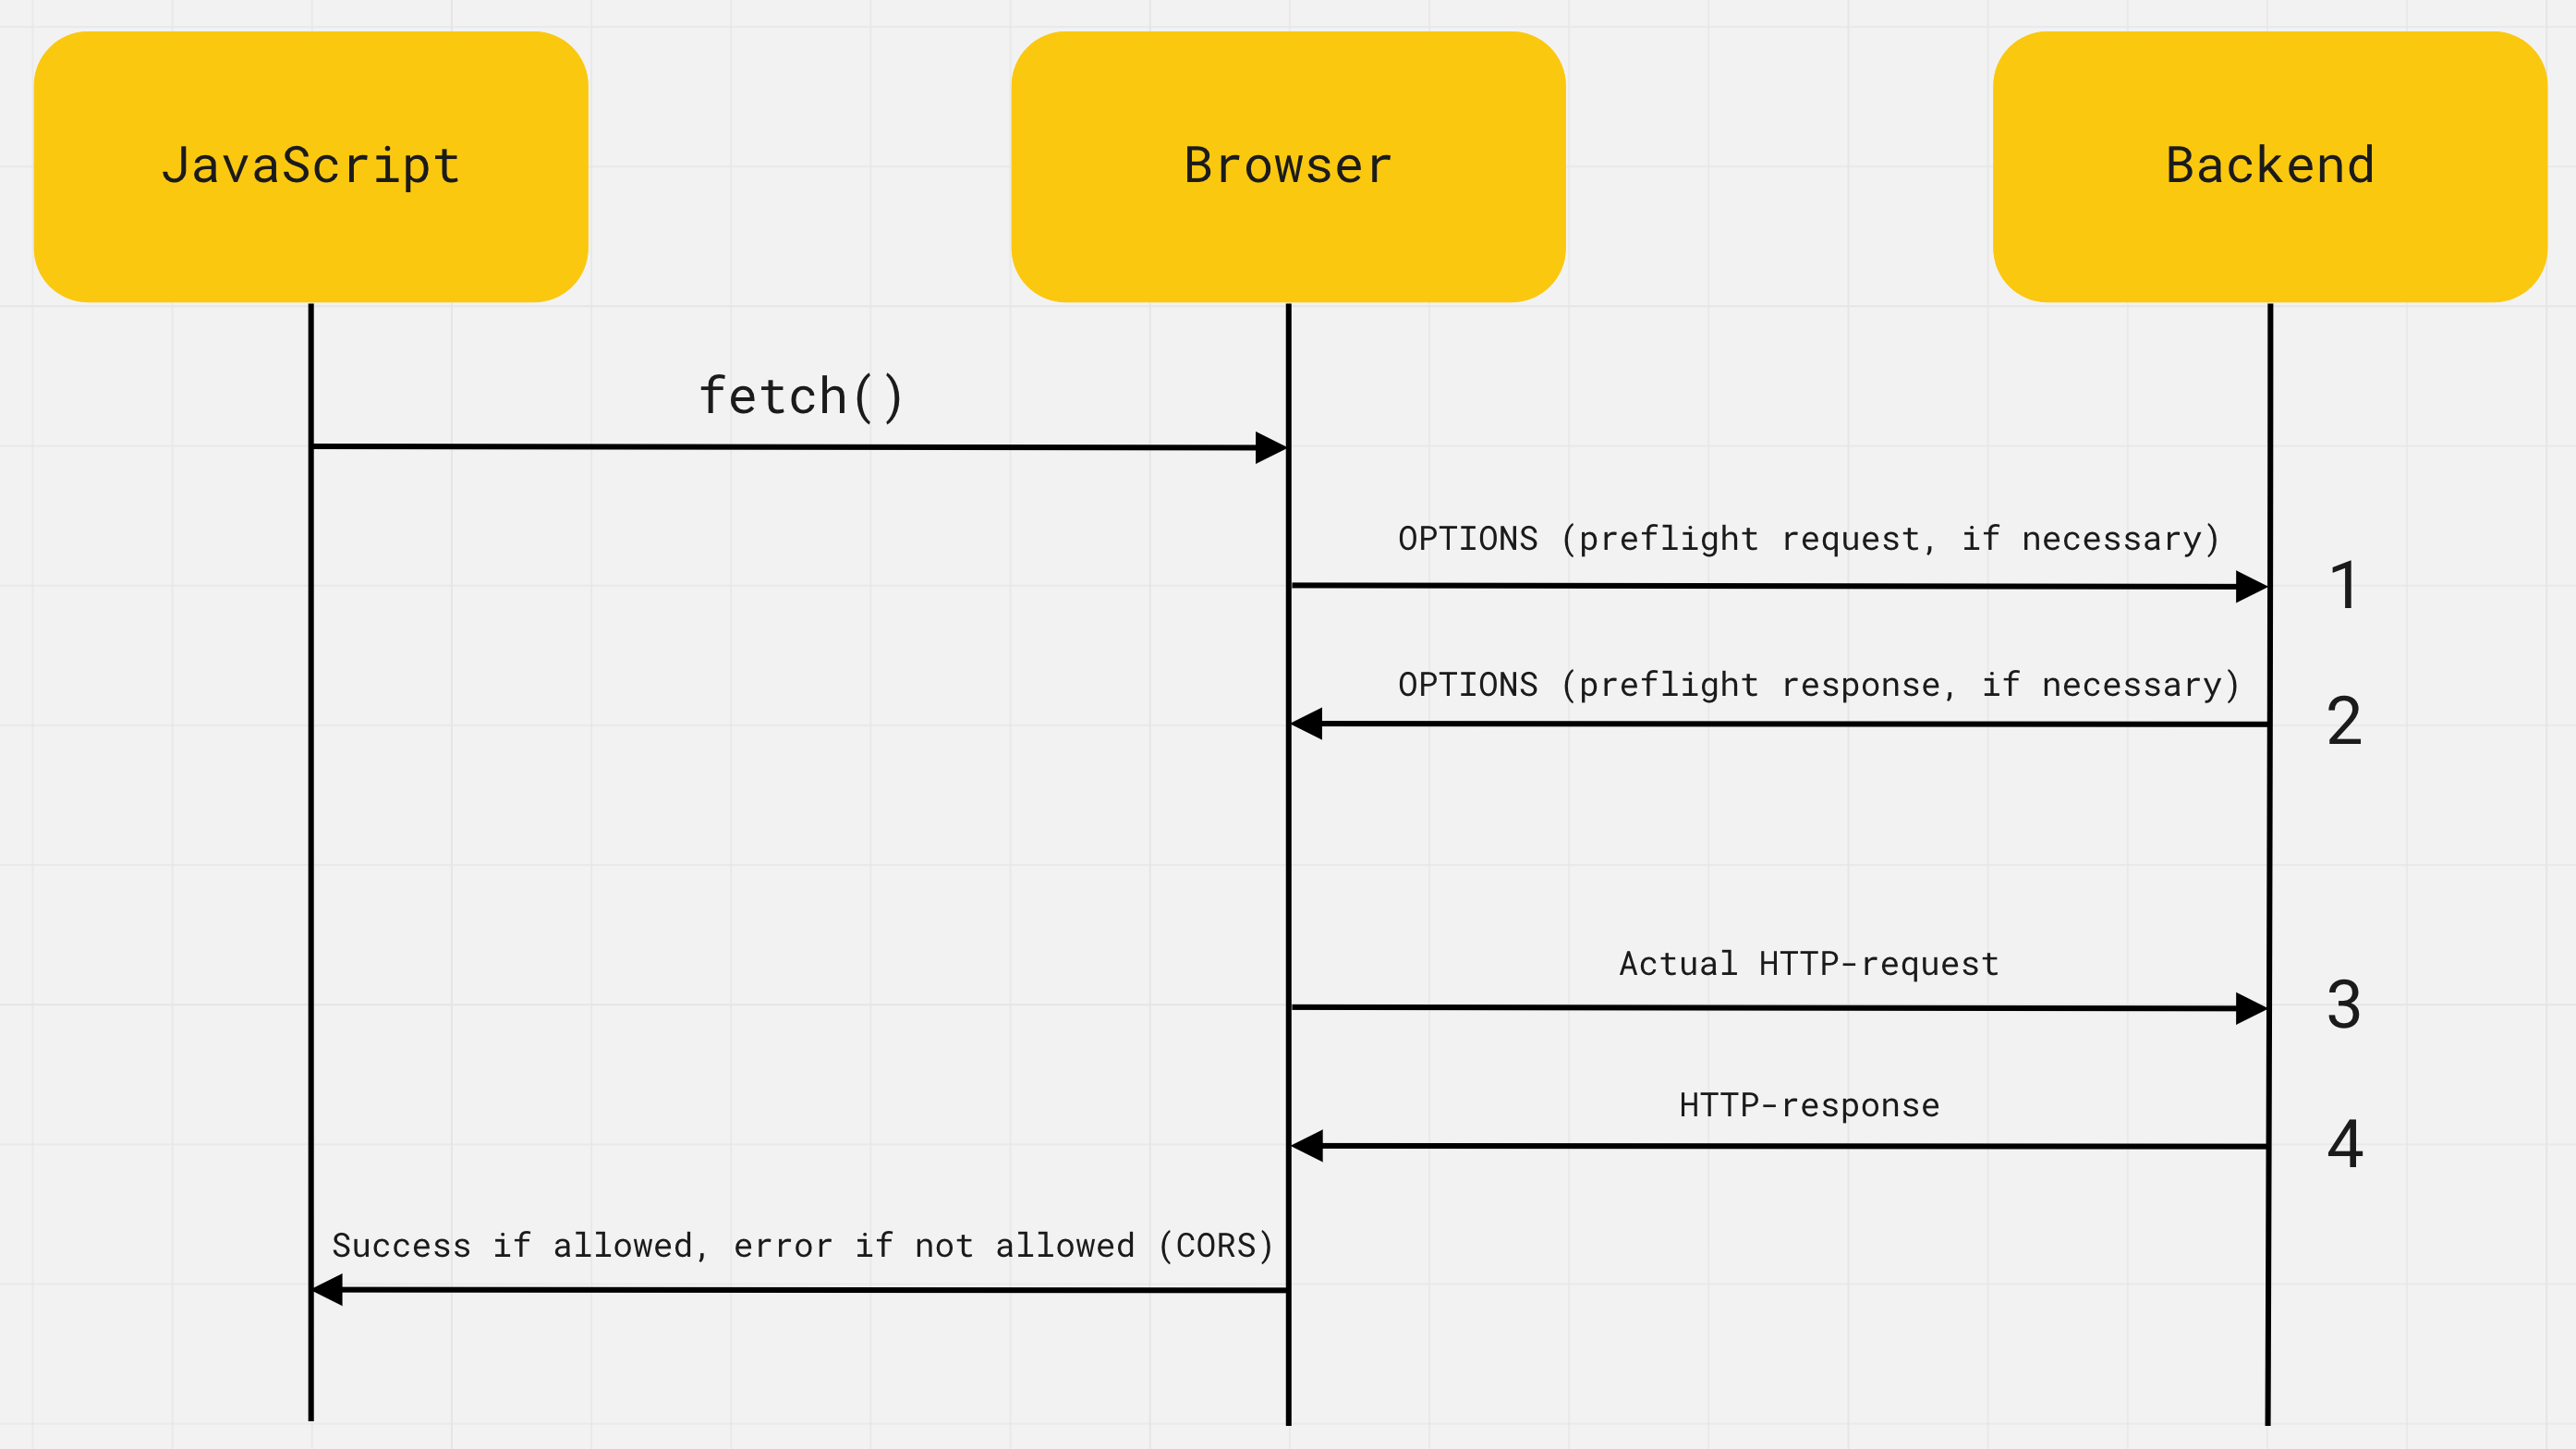 JavaScript
Browser
Backend
fetch()
OPTIONS (preflight request, if necessary)
1
OPTIONS (preflight response, if necessary)
2
Actual HTTP-request
3
HTTP-response
4
Success if allowed, error if not allowed (CORS)